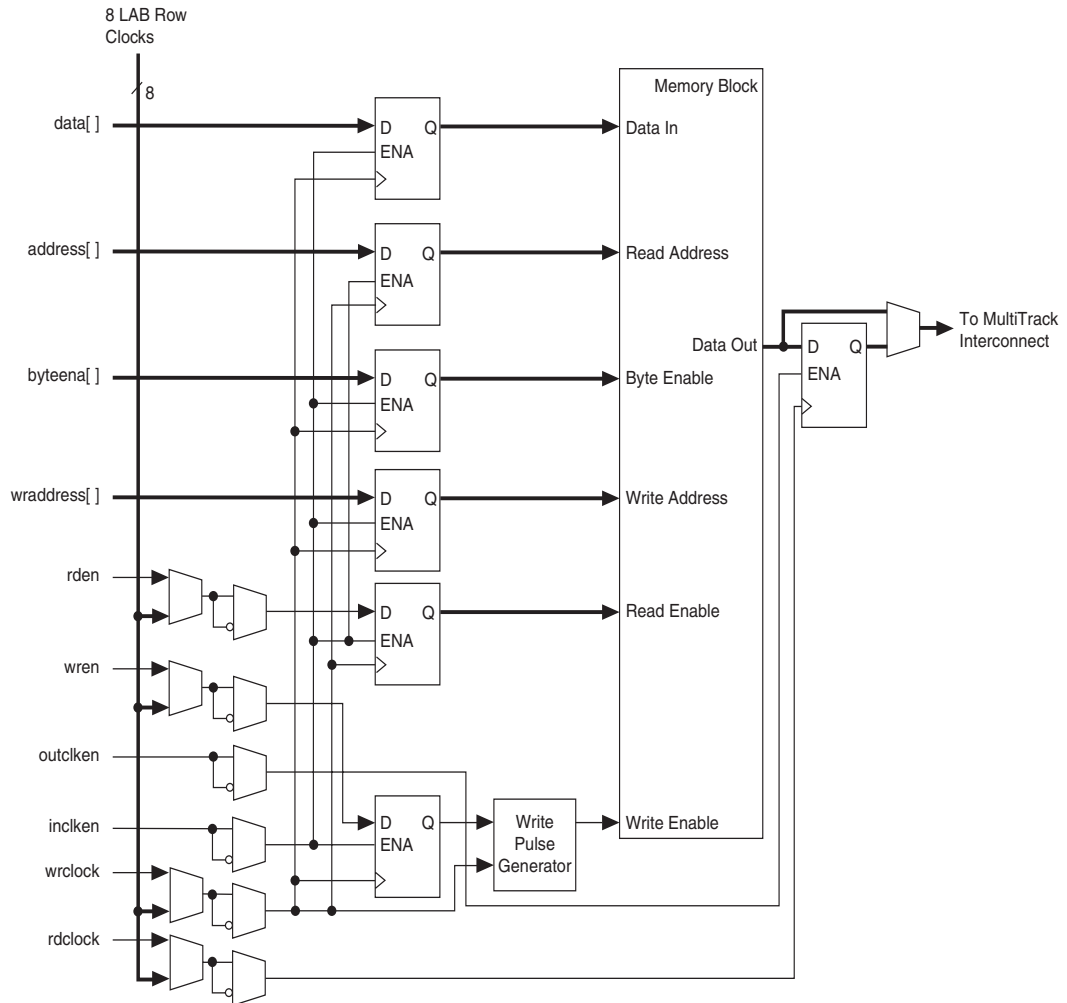 8 LAB Row
Clocks
8
Memory Block
data[ ]
D Q
ENA
Data In
address[ ]
D Q
ENA
Read Address
Data Out
D Q
ENA
To MultiTrack
Interconnect
byteena[ ]
D Q
ENA
Byte Enable
wraddress[ ]
D Q
ENA
Write Address
rden
D Q
ENA
Read Enable
wren
outclken
inclken
D Q
ENA
Write
Pulse
Generator
Write Enable
wrclock
rdclock